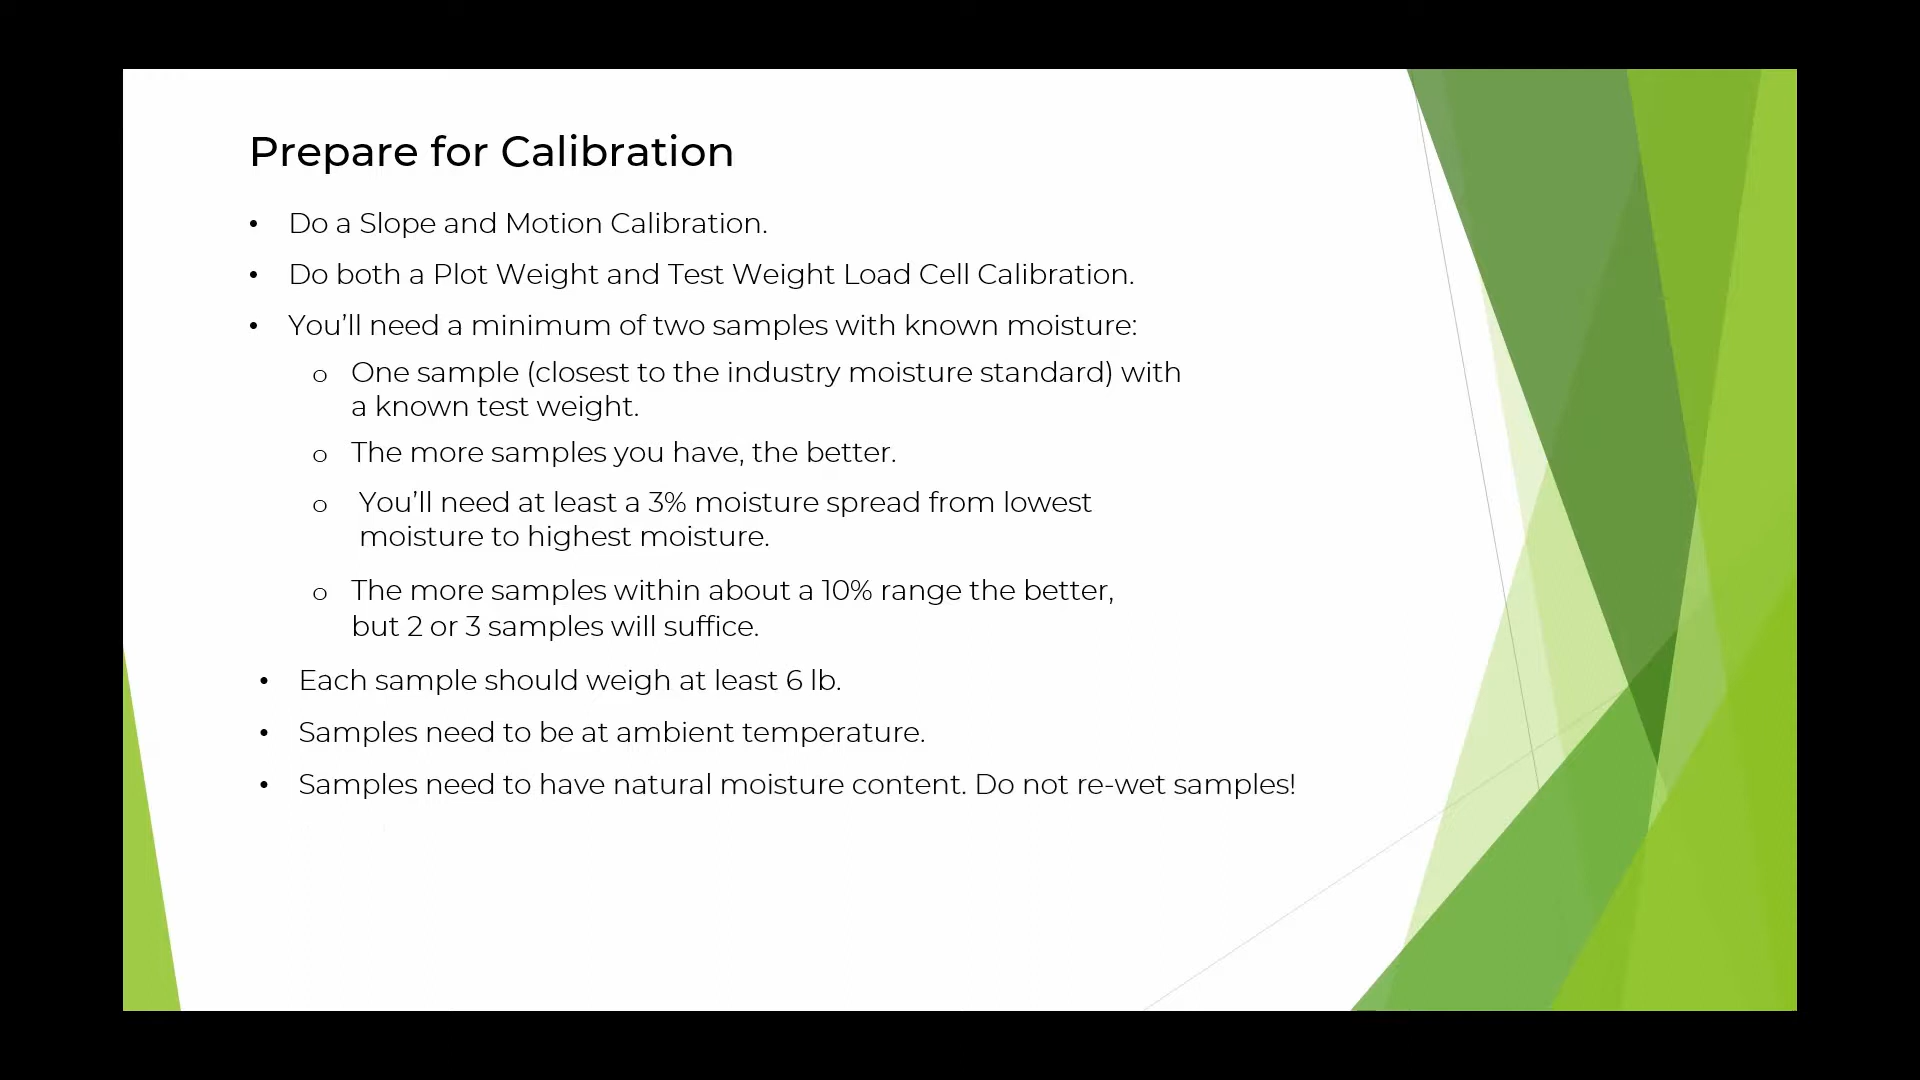 Prepare for Calibration
• Do a Slope and Motion Calibration.
• Do both a Plot Weight and Test Weight Load Cell Calibration.
• You’ll need a minimum of two samples with known moisture:
o One sample (closest to the industry moisture standard) with
a known test weight.
o The more samples you have, the better.
o You’ll need at least a 3% moisture spread from lowest
moisture to highest moisture.
o The more samples within about a 10% range the better,
but 2 or 3 samples will suffice.
• Each sample should weigh at least 6 lb.
• Samples need to be at ambient temperature.
• Samples need to have natural moisture content. Do not re-wet samples!